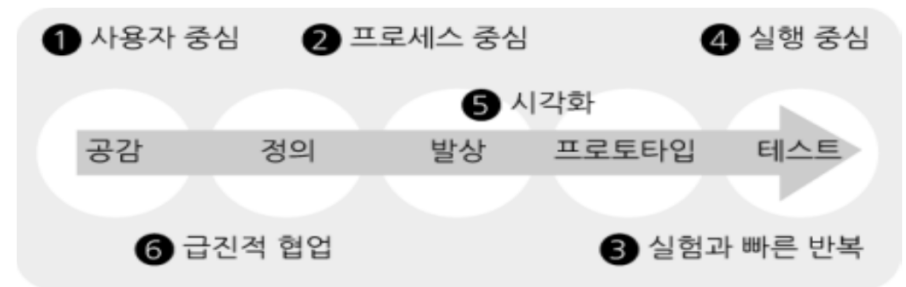 ❶ 사용자 중심 ❷ 프로세스 중심 ❹ 실행 중심
❺ 시각화
공감 정의 발상 프로토타입 테스트
❻ 급진적 협업 ❸ 실험과 빠른 반복